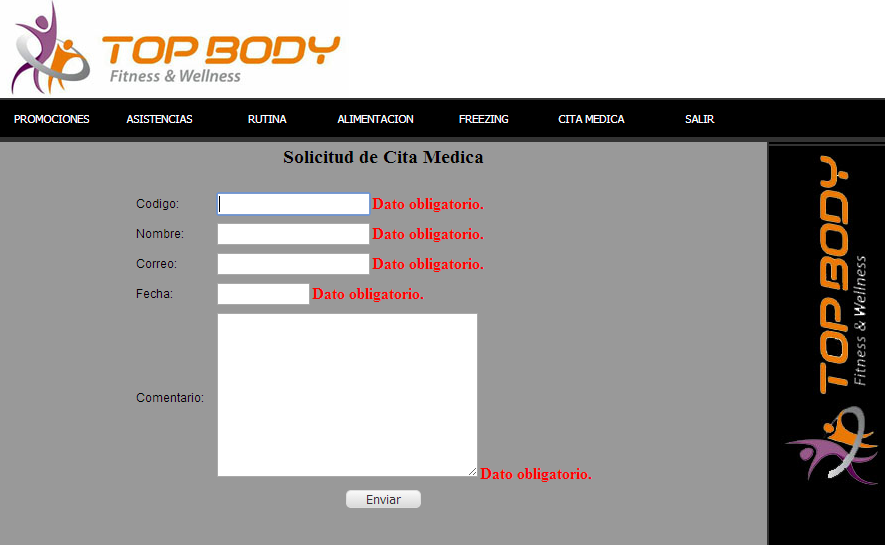 TOP BODY
Fitness & Wellness
PROMOCIONES ASISTENCIAS RUTINA ALIMENTACION FREEZING CITA MEDICA SALIR
Solicitud de Cita Medica
Codigo: Dato obligatorio.
Nombre: Dato obligatorio.
Correo: Dato obligatorio.
Fecha: Dato obligatorio.
Comentario: Dato obligatorio.
Enviar
TOP BODY
Fitness & Wellness